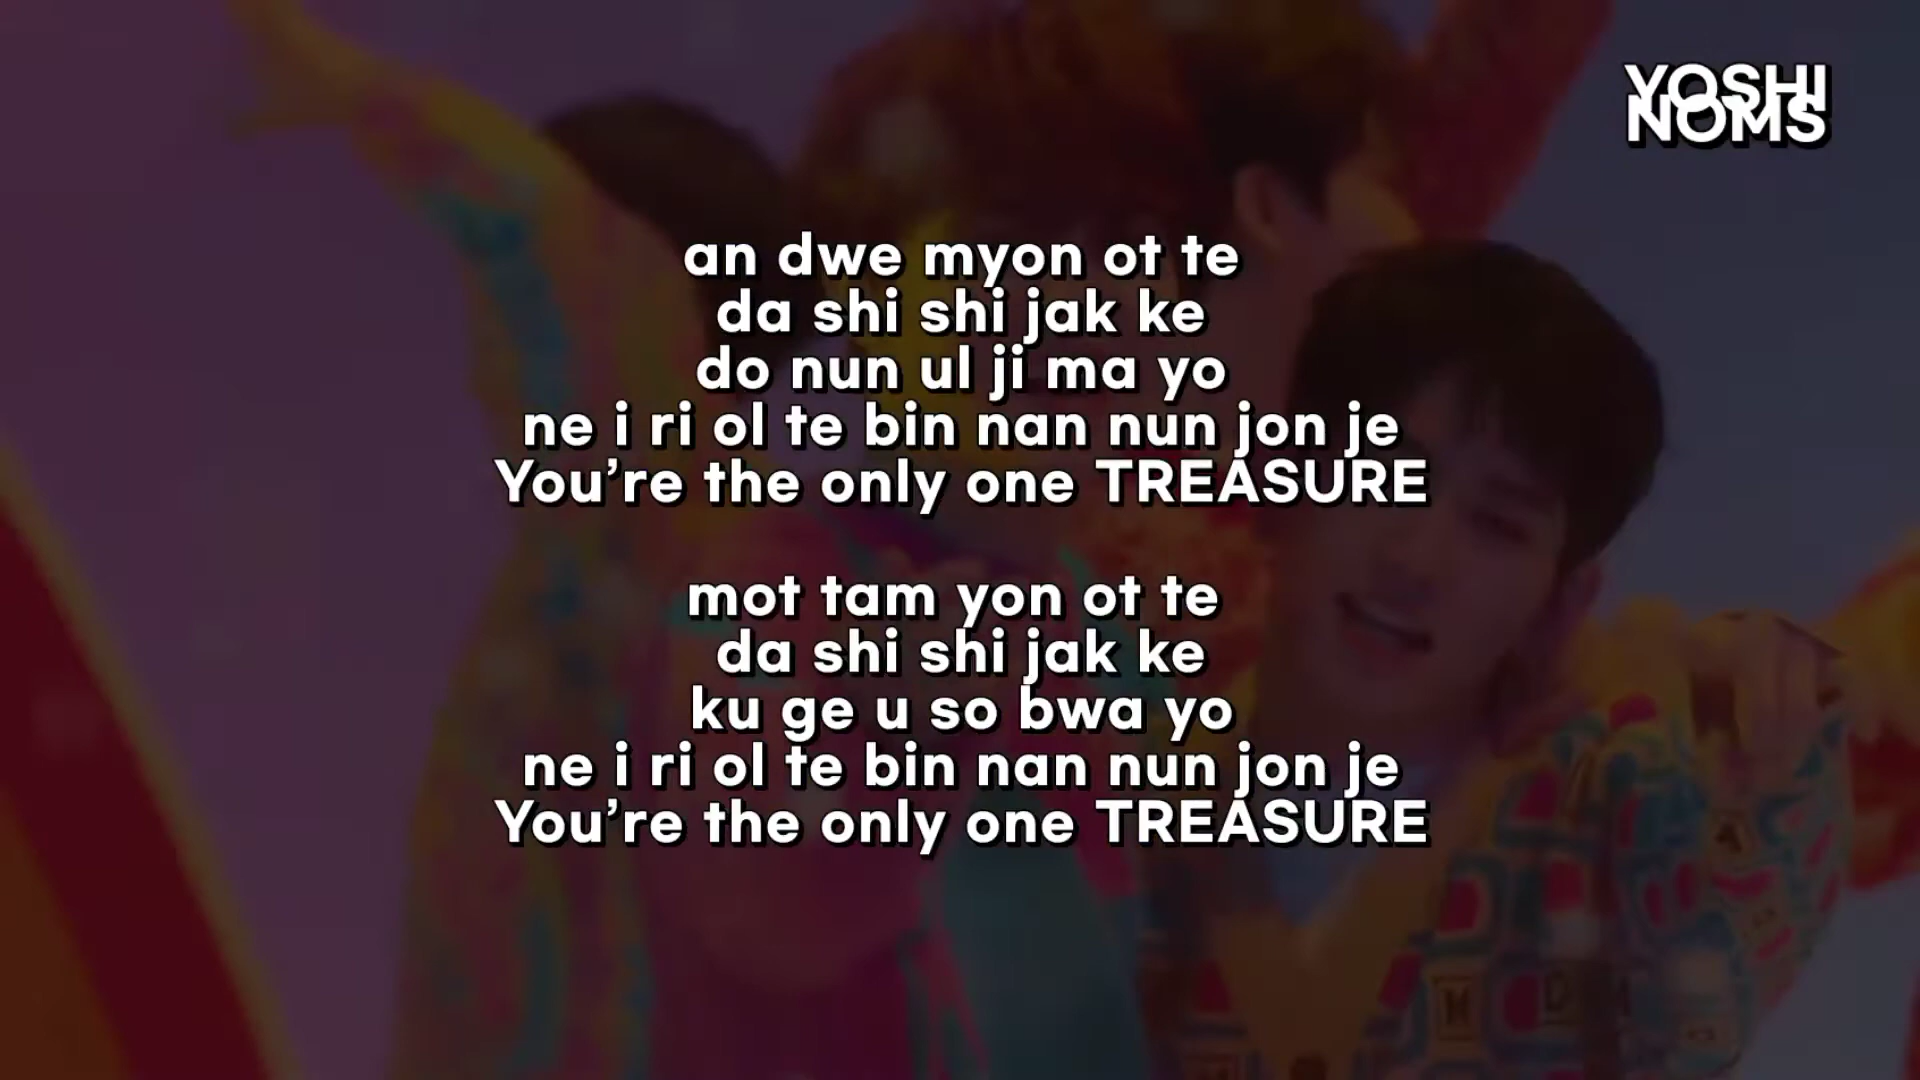 YOSHI
NOMS
an dwe myon ot te
da shi shi jak ke
do nun ul ji ma yo
ne i ri ol te bin nan nun jon je
You're the only one TREASURE
mot tam yon ot te
da shi shi jak ke
ku ge u so bwa yo
ne i ri ol te bin nan nun jon je
You're the only one TREASURE